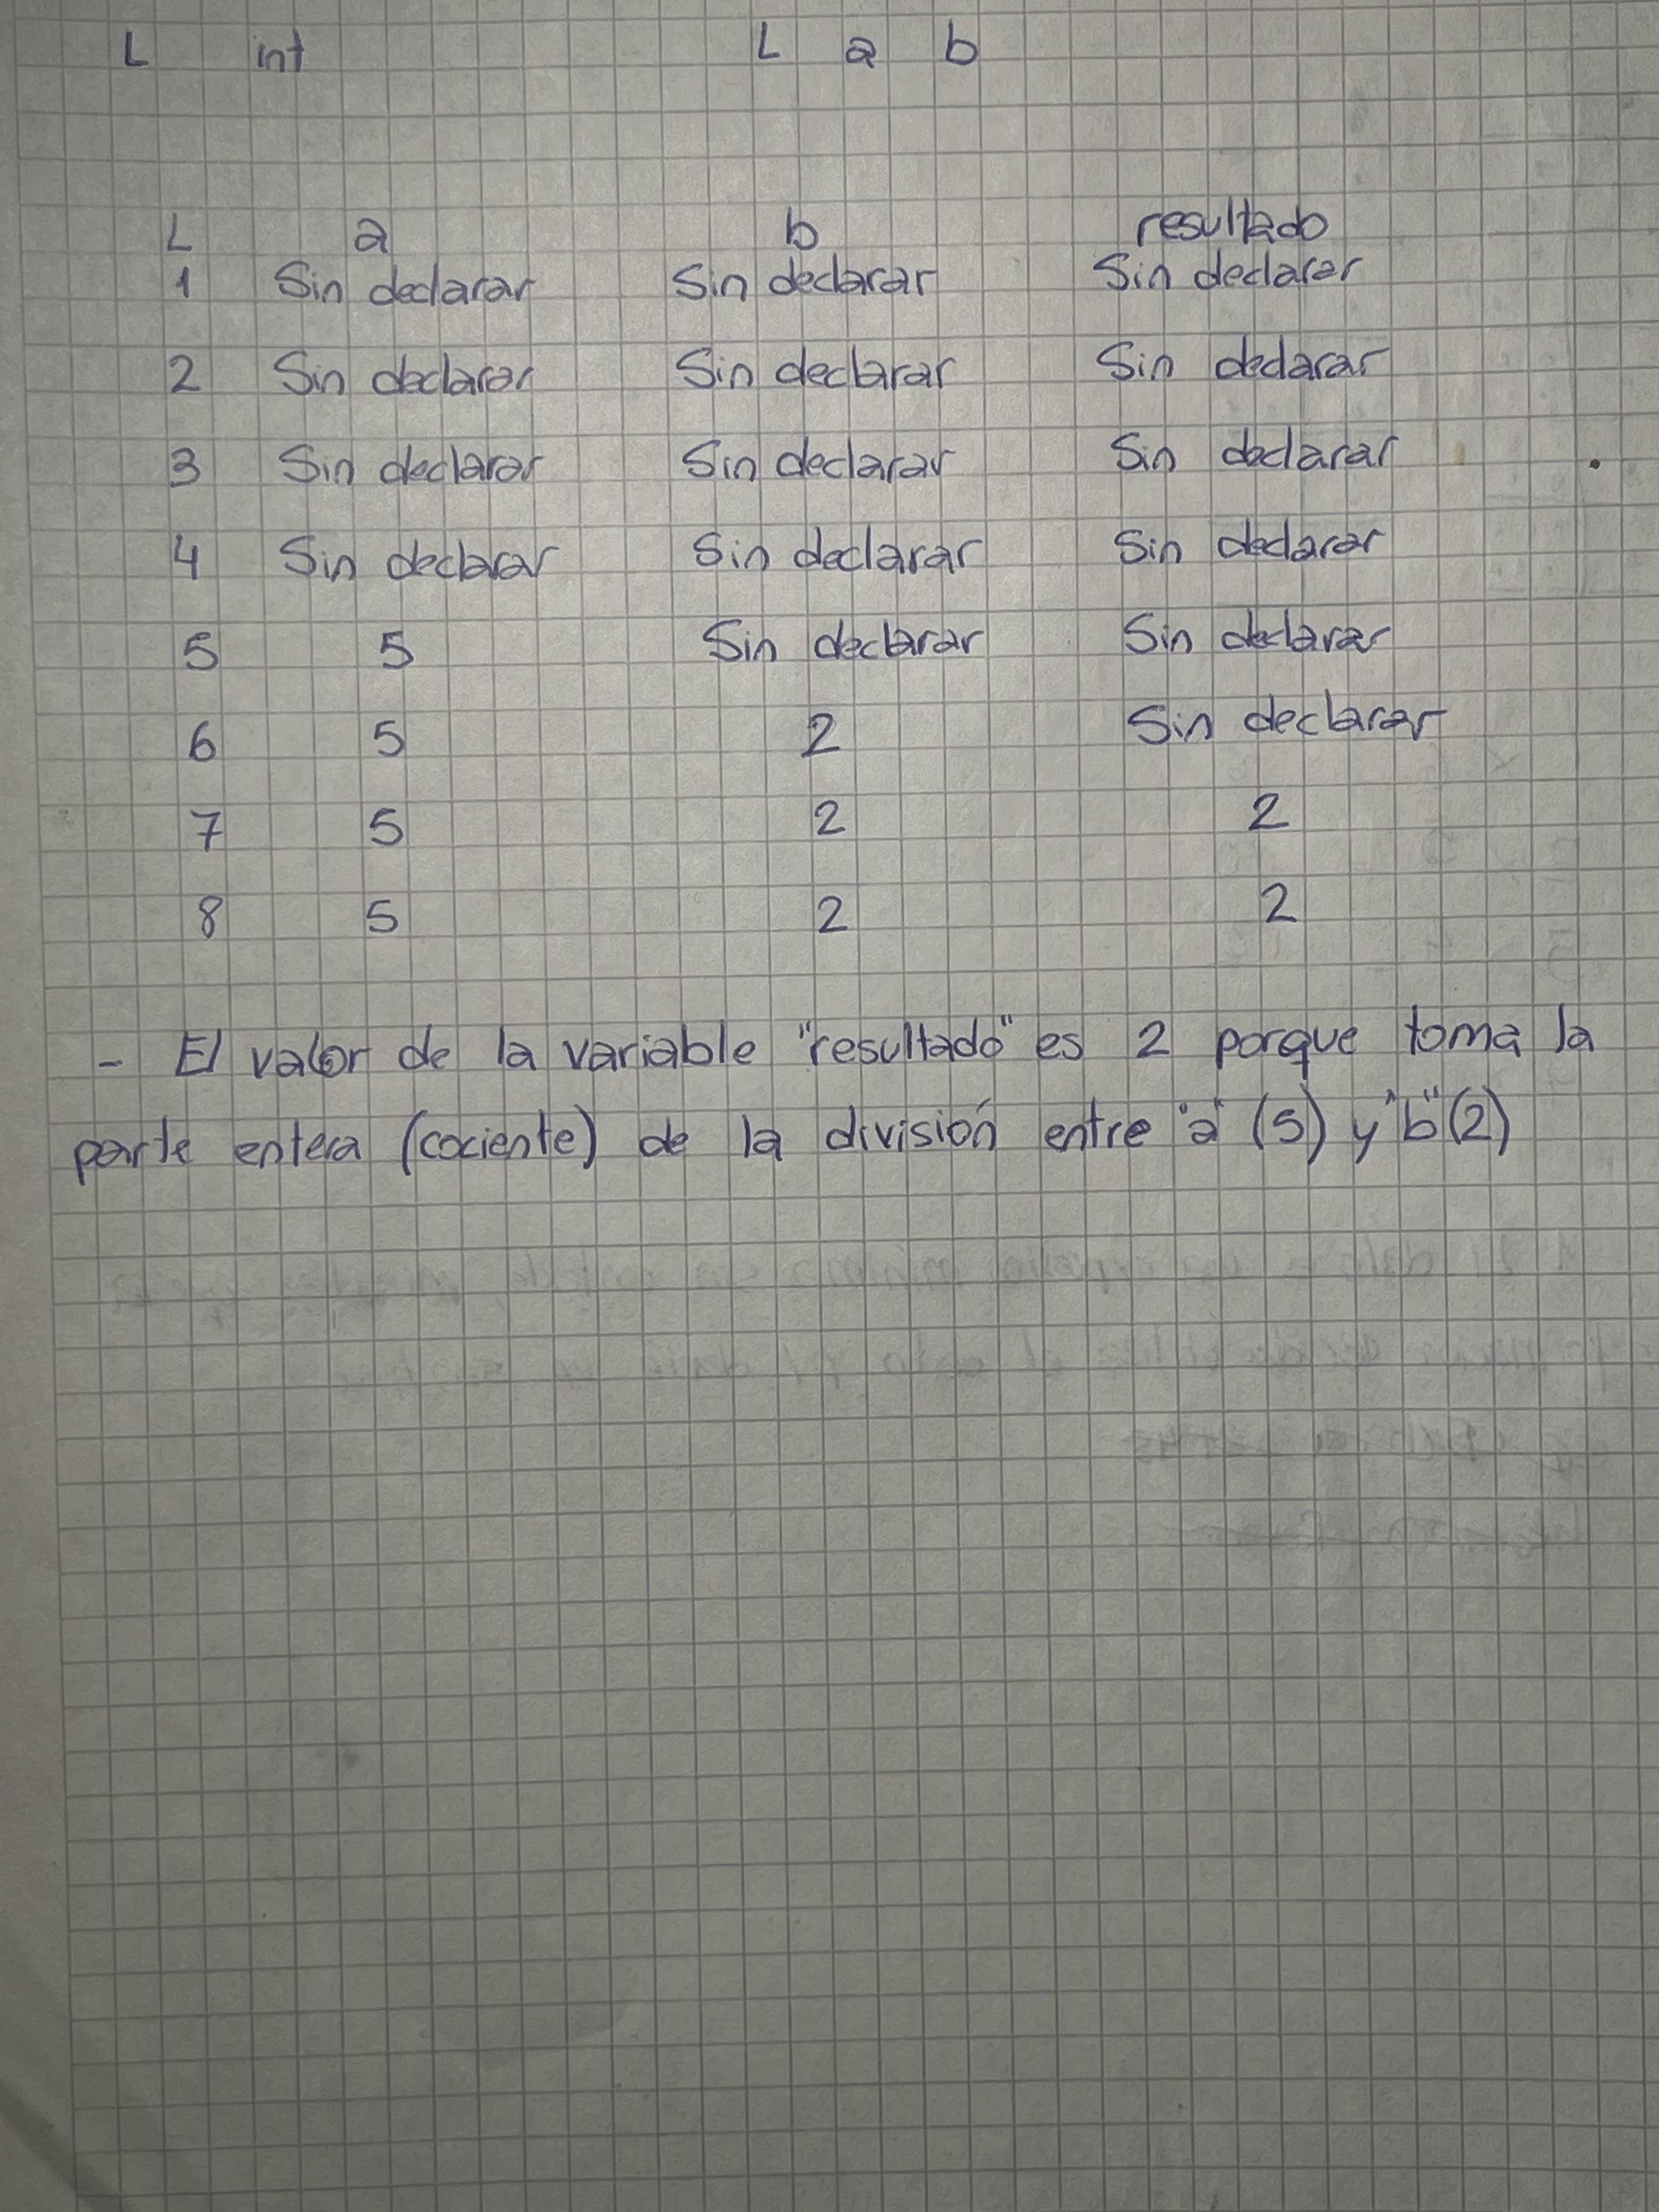 L int L a b
L a b resultado
1 Sin declarar Sin declarar Sin declarar
2 Sin declarar Sin declarar Sin declarar
3 Sin declarar Sin declarar Sin declarar
4 Sin declarar Sin declarar Sin declarar
5 5 Sin declarar Sin declarar
6 5 2 Sin declarar
7 5 2 2
8 5 2 2
- El valor de la variable "resultado" es 2 porque toma la
parte entera (cociente) de la división entre "a" (5) y "b" (2)